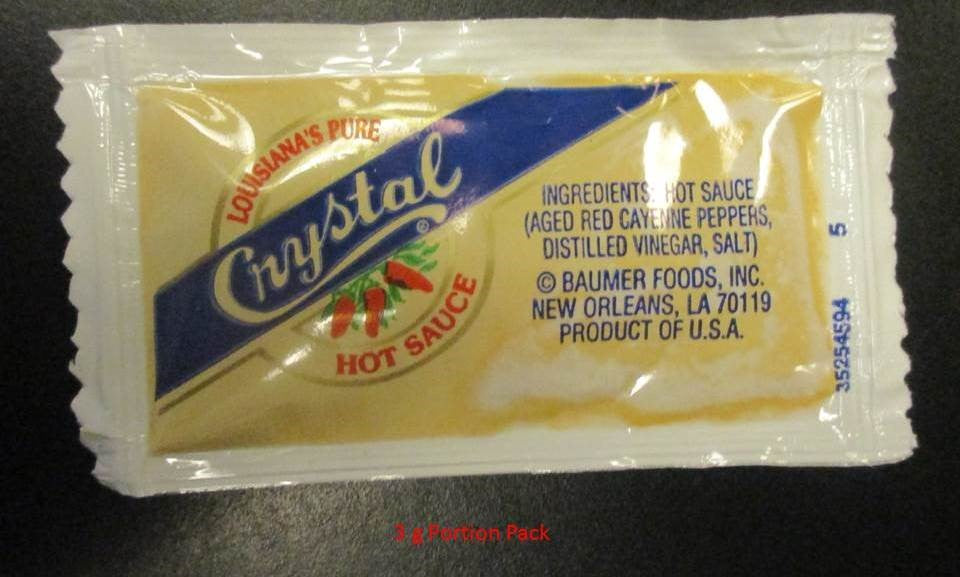 LOUISIANA'S PURE
Crystal
©
HOT SAUCE
INGREDIENTS: HOT SAUCE
(AGED RED CAYENNE PEPPERS,
DISTILLED VINEGAR, SALT)
© BAUMER FOODS, INC.
NEW ORLEANS, LA 70119
PRODUCT OF U.S.A.
35254594 5
3 g Portion Pack